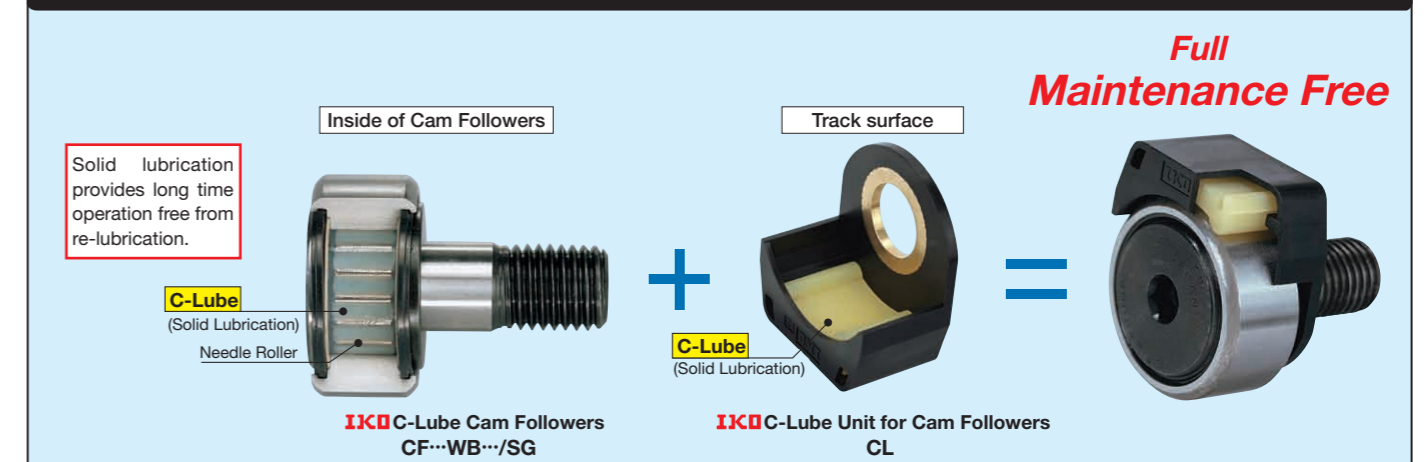 Full
Maintenance Free
Inside of Cam Followers
Track surface
Solid lubrication
provides long time
operation free from
re-lubrication.
C-Lube
(Solid Lubrication)
Needle Roller
C-Lube
(Solid Lubrication)
IKO
IKO
IKO C-Lube Cam Followers
CF···WB···/SG
IKO C-Lube Unit for Cam Followers
CL